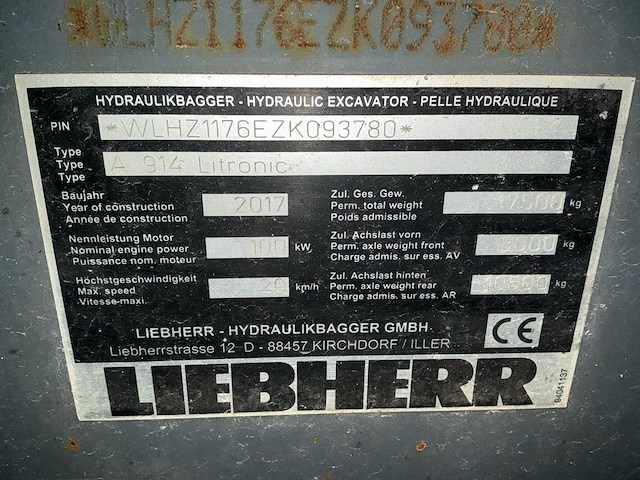 *WLHZ1176EZK093780*
HYDRAULIKBAGGER - HYDRAULIC EXCAVATOR - PELLE HYDRAULIQUE
PIN *WLHZ1176EZK093780*
Type
Type A 914 Litronic
Type
Baujahr
Year of construction 2017
Année de construction
Zul. Ges. Gew.
Perm. total weight 17500 kg
Poids admissible
Nennleistung Motor
Nominal engine power 100 kW
Puissance nom. moteur
Zul. Achslast vorn
Perm. axle weight front kg
Charge admis. sur ess. AV
Höchstgeschwindigkeit
Max. speed km/h
Vitesse-maxi.
Zul. Achslast hinten
Perm. axle weight rear kg
Charge admis. sur ess. AR
LIEBHERR - HYDRAULIKBAGGER GMBH
Liebherrstrasse 12 D - 88457 KIRCHDORF / ILLER
CE
LIEBHERR
94041137